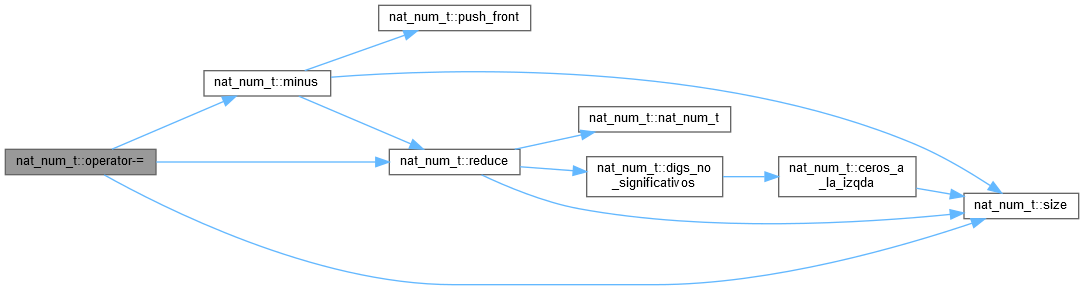 nat_num_t::push_front
nat_num_t::minus
nat_num_t::nat_num_t
nat_num_t::operator-=
nat_num_t::reduce
nat_num_t::digs_no
_significativos
nat_num_t::ceros_a
_la_izqda
nat_num_t::size